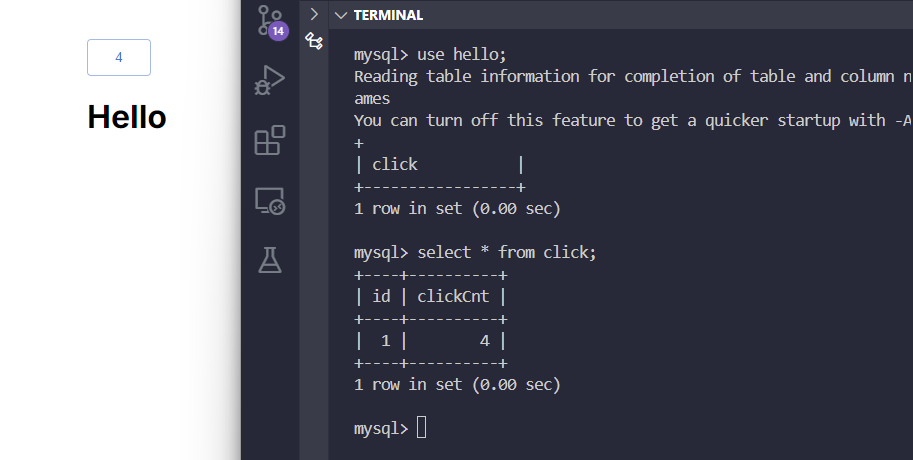 4
Hello
14
TERMINAL
mysql> use hello;
Reading table information for completion of table and column n
ames
You can turn off this feature to get a quicker startup with -A
+
| click           |
+-----------------+
1 row in set (0.00 sec)
mysql> select * from click;
+----+----------+
| id | clickCnt |
+----+----------+
|  1 |        4 |
+----+----------+
1 row in set (0.00 sec)
mysql>